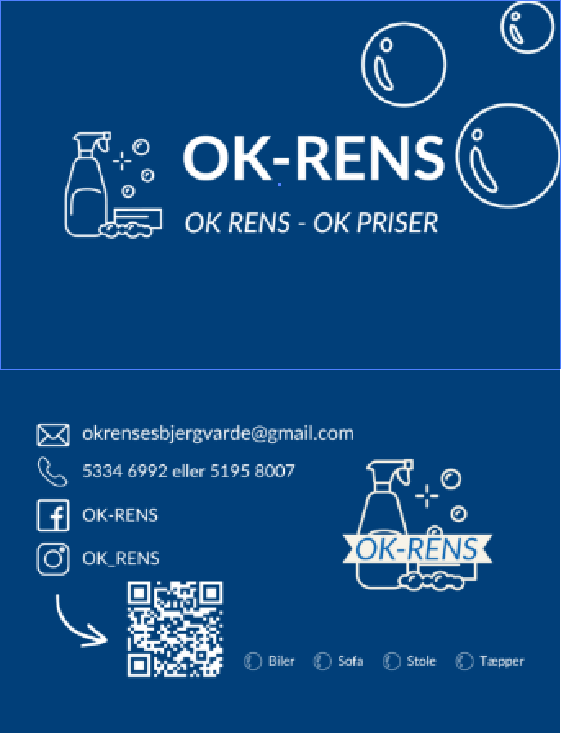 OK-RENS
OK RENS - OK PRISER
okrensesbjergvarde@gmail.com
5334 6992 eller 5195 8007
OK-RENS
OK_RENS
OK-RENS
Biler Sofa Stole Tæpper